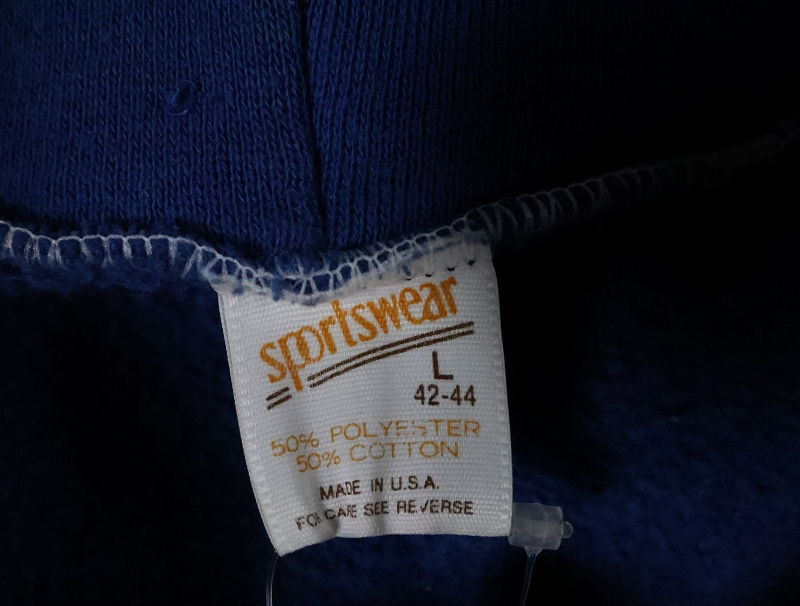 sportswear
L
42-44
50% POLYESTER
50% COTTON
MADE IN U.S.A.
FOR CARE SEE REVERSE